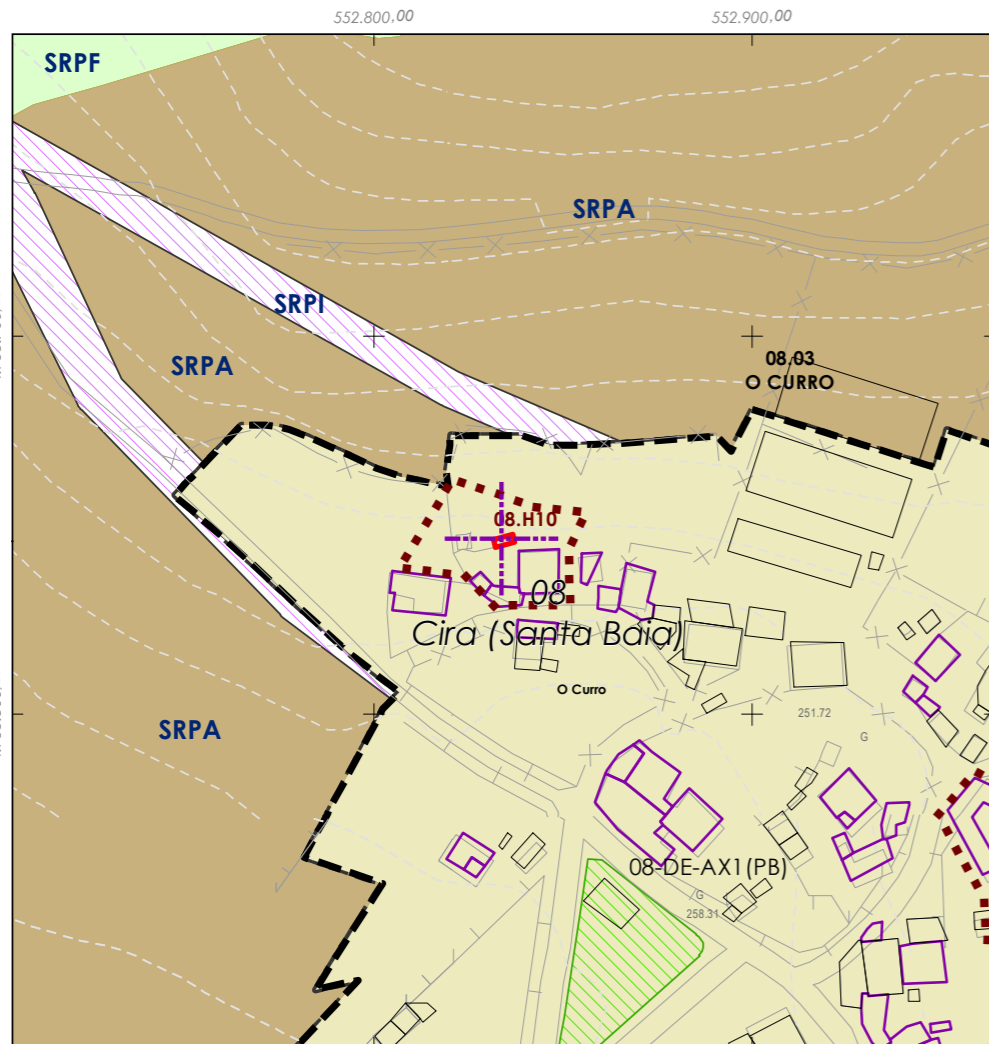 552.800,00
552.900,00
SRPF
SRPA
SRPI
SRPA
08.03
O CURRO
08.H10
08
Cira (Santa Baia)
O Curro
SRPA
251.72
G
08-DE-AX1(PB)
G
258.31